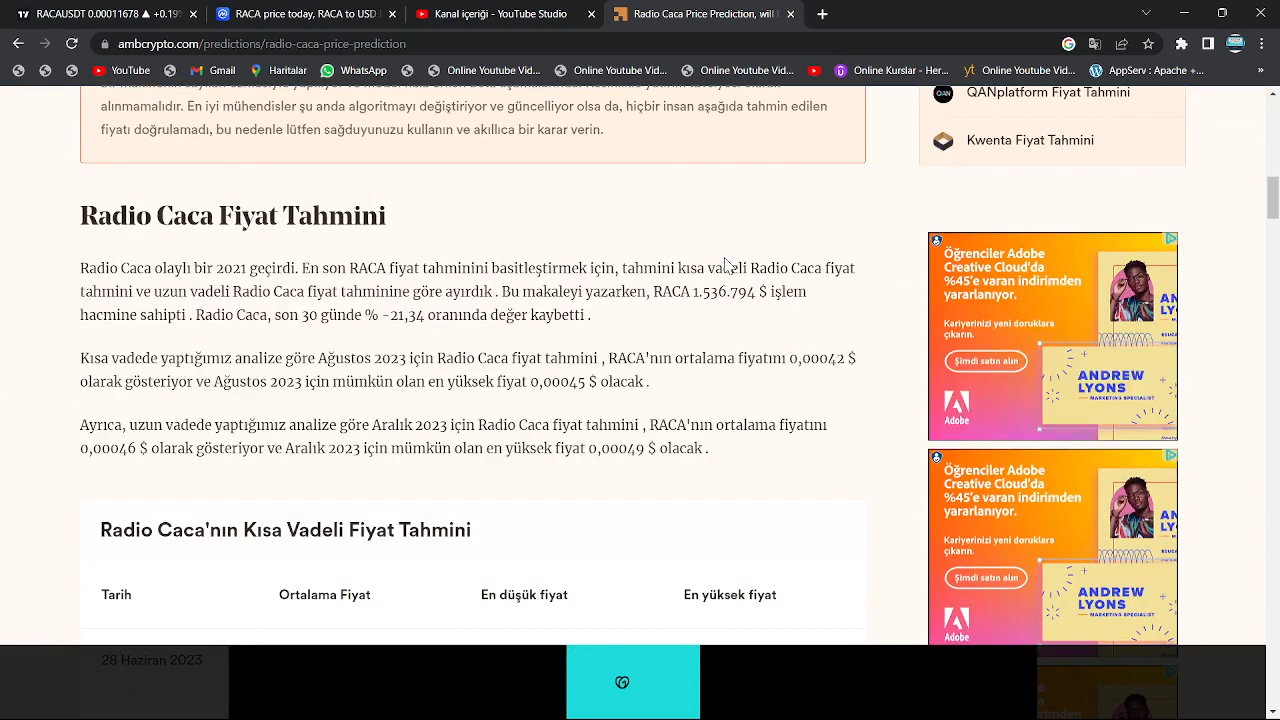 RACAUSDT 0.0001678 ▲ +0.19%
RACA price today, RACA to USD
Kanal içeriği - YouTube Studio
Radio Caca Price Prediction, will
ambcrypto.com/prediction/radio-caca-price-prediction
YouTube
Gmail
Haritalar
WhatsApp
Online Video Yukled...
Online Youtube Vid...
Online Kurslar - İste...
Youtube Video Yukl...
Apsuum – Apache +...
alınmamalıdır. En iyi mühendisler şu anda algoritmayı değiştiriyor ve güncelliyor olsa da, hiçbir insan aşağıda tahmin edilen
fiyatı doğrulamadı, bu nedenle lütfen sağduyunuzu kullanın ve akıllıca bir karar verin.
QANplatform Fiyat Tahmini
Kwenta Fiyat Tahmini
Radio Caca Fiyat Tahmini
Radio Caca olaylı bir 2021 geçirdi.En son RACA fiyat tahminini basitleştirmek için, tahmini kısa vadeli Radio Caca fiyat
tahmini ve uzun vadeli Radio Caca fiyat tahminine göre ayırdık . Bu makaleyi yazarken, RACA 1.536.794 $ işlem
hacmine sahipti . Radio Caca, son 30 günde % -21,34 oranında değer kaybetti .
Kısa vadede yaptığımız analize göre Ağustos 2023 için Radio Caca fiyat tahmini , RACA'nın ortalama fiyatını 0,00042 $
olarak gösteriyor ve Ağustos 2023 için mümkün olan en yüksek fiyat 0,00045 $ olacak .
Ayrıca, uzun vadede yaptığımız analize göre Aralık 2023 için Radio Caca fiyat tahmini , RACA'nın ortalama fiyatını
0,00046 $ olarak gösteriyor ve Aralık 2023 için mümkün olan en yüksek fiyat 0,00049 $ olacak .
Radio Caca'nın Kısa Vadeli Fiyat Tahmini
Tarih Ortalama Fiyat En düşük fiyat En yüksek fiyat
28 Haziran 2023
Öğrenciler Adobe
Creative Cloud'da
%45'e varan indirimden
yararlanıyor.
Kariyerinizi yeni doruklara
çıkarın.
Şimdi satın alın
Adobe
ANDREW
LYONS
MARKETING SPECIALIST
Öğrenciler Adobe
Creative Cloud'da
%45'e varan indirimden
yararlanıyor.
Kariyerinizi yeni doruklara
çıkarın.
Şimdi satın alın
Adobe
ANDREW
LYONS
MARKETING SPECIALIST